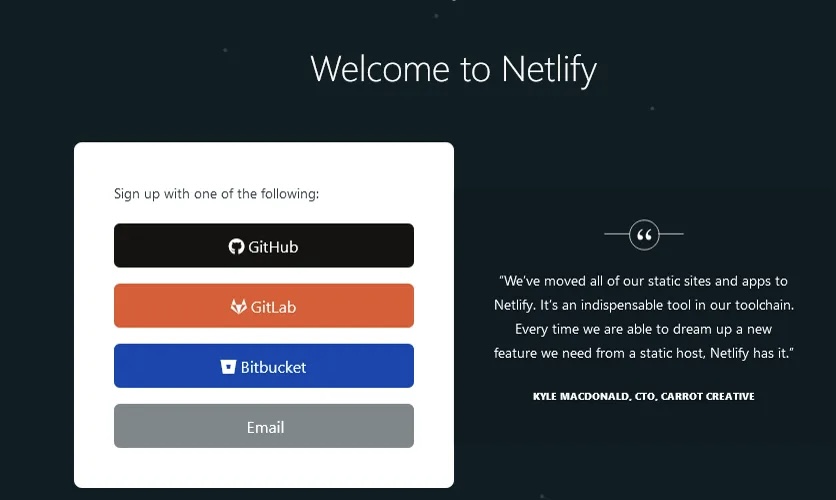 Welcome to Netlify
Sign up with one of the following:
GitHub
GitLab
Bitbucket
Email
“We’ve moved all of our static sites and apps to
Netlify. It’s an indispensable tool in our toolchain.
Every time we are able to dream up a new
feature we need from a static host, Netlify has it.”
KYLE MACDONALD, CTO, CARROT CREATIVE